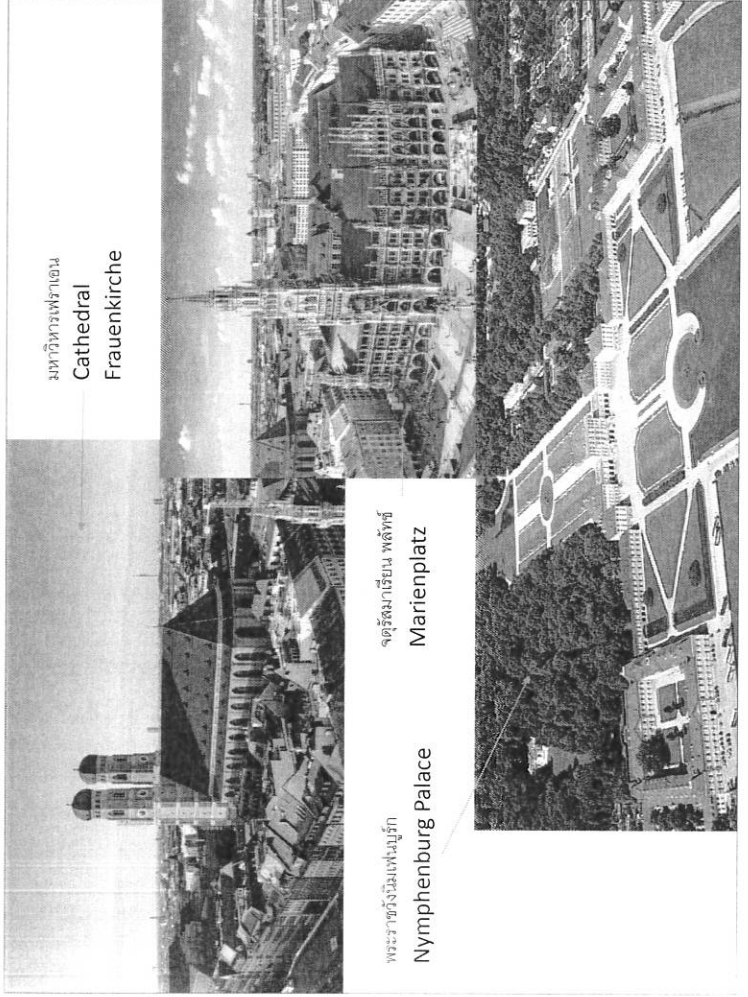 มหาวิหารเฟราเอน
Cathedral
Frauenkirche
จตุรัสมาเรียน พลัทซ์
Marienplatz
พระราชวังนิมเฟนบูร์ก
Nymphenburg Palace